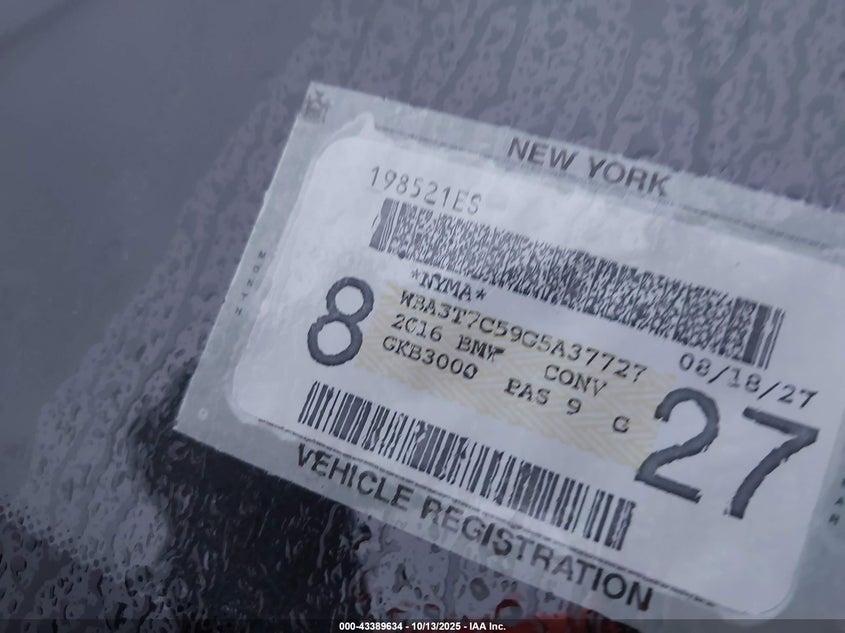 NEW YORK
198521ES
*NYMA*
8
WBA3T7C59G5A37727
08/18/27
2016 BMW CONV
GKB3000 PAS 9 G
27
VEHICLE REGISTRATION
000-43389634 - 10/13/2025 - IAA Inc.